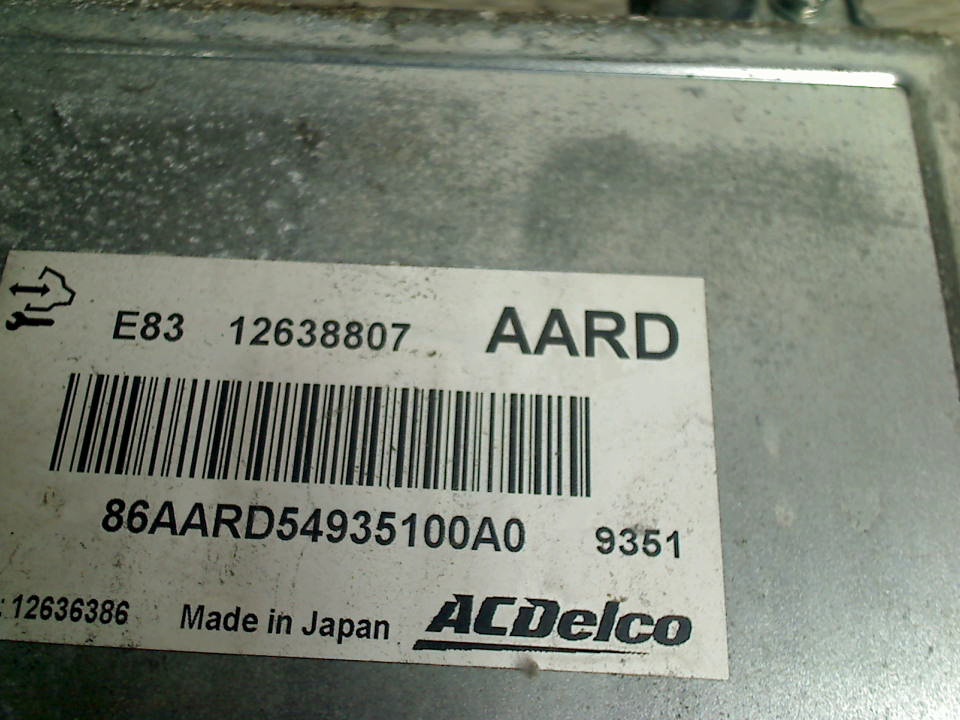 E83 12638807 AARD
86AARD54935100A0 9351
: 12636386 Made in Japan ACDelco